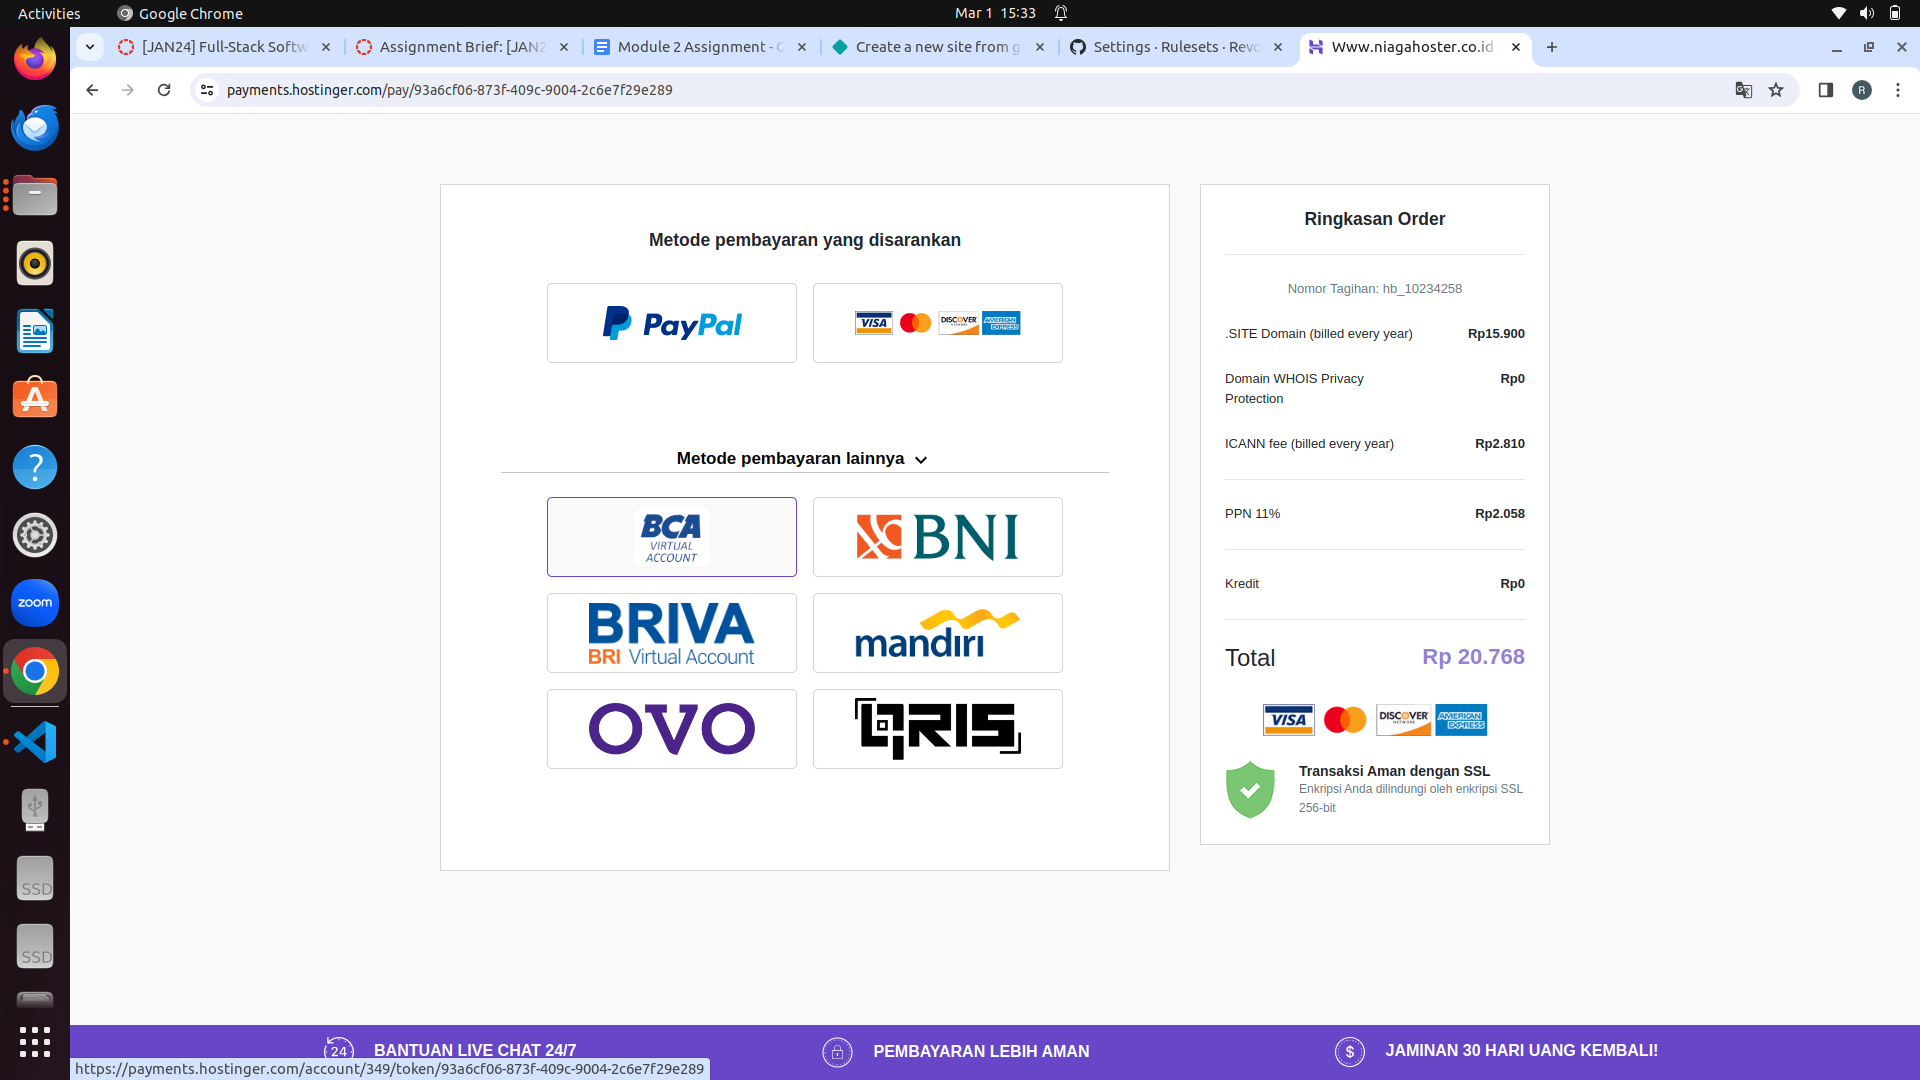 Activities
Google Chrome
Mar 1 15:33
[JAN24] Full-Stack Softw
Assignment Brief: [JAN2
Module 2 Assignment - G
Create a new site from g
Settings · Rulesets · Revo
Www.niagahoster.co.id
payments.hostinger.com/pay/93a6cf06-873f-409c-9004-2c6e7f29e289
R
Metode pembayaran yang disarankan
PayPal
VISA
DISCOVER
NETWORK
AMERICAN
EXPRESS
Metode pembayaran lainnya
BCA
VIRTUAL
ACCOUNT
BNI
BRIVA
BRI Virtual Account
mandiri
OVO
QRIS
Ringkasan Order
Nomor Tagihan: hb_10234258
.SITE Domain (billed every year) Rp15.900
Domain WHOIS Privacy Rp0
Protection
ICANN fee (billed every year) Rp2.810
PPN 11% Rp2.058
Kredit Rp0
Total Rp 20.768
VISA
DISCOVER
NETWORK
AMERICAN
EXPRESS
Transaksi Aman dengan SSL
Enkripsi Anda dilindungi oleh enkripsi SSL
256-bit
zoom
SSD
SSD
24
BANTUAN LIVE CHAT 24/7
PEMBAYARAN LEBIH AMAN
$
JAMINAN 30 HARI UANG KEMBALI!
https://payments.hostinger.com/account/349/token/93a6cf06-873f-409c-9004-2c6e7f29e289